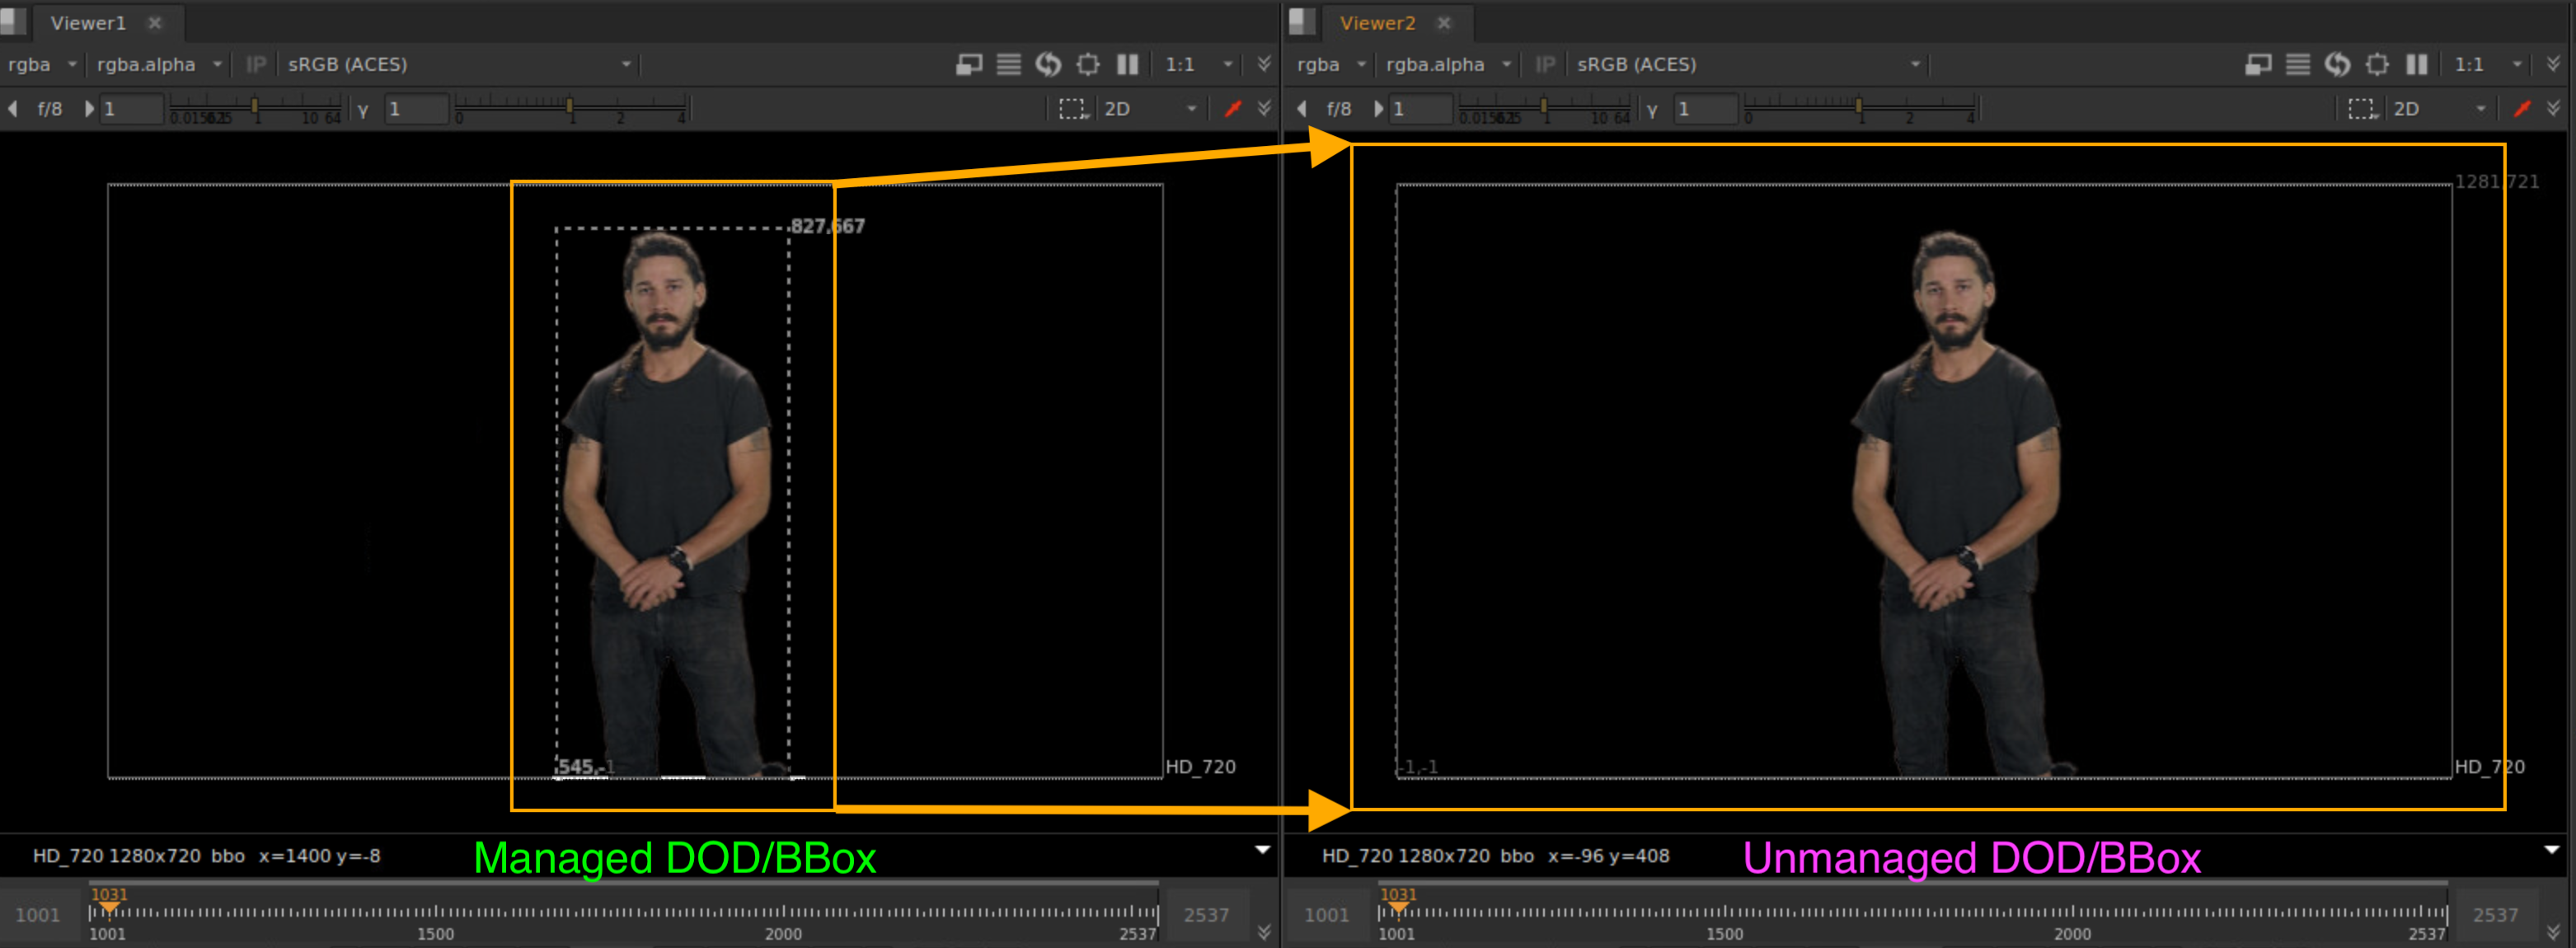 Viewer1
Viewer2
rgba rgba.alpha IP sRGB (ACES) 1:1
rgba rgba.alpha IP sRGB (ACES) 1:1
f/8 1 1 10 64 γ 1 0 1 2 4 2D
f/8 1 1 10 64 γ 1 0 1 2 4 2D
827,667
545,-1
HD_720
1281,721
-1,-1
HD_720
HD_720 1280x720 bbo x=1400 y=-8
Managed DOD/BBox
HD_720 1280x720 bbo x=-96 y=408
Unmanaged DOD/BBox
1031
1001 2537
1001 1500 2000 2537
1031
1001 2537
1001 1500 2000 2537